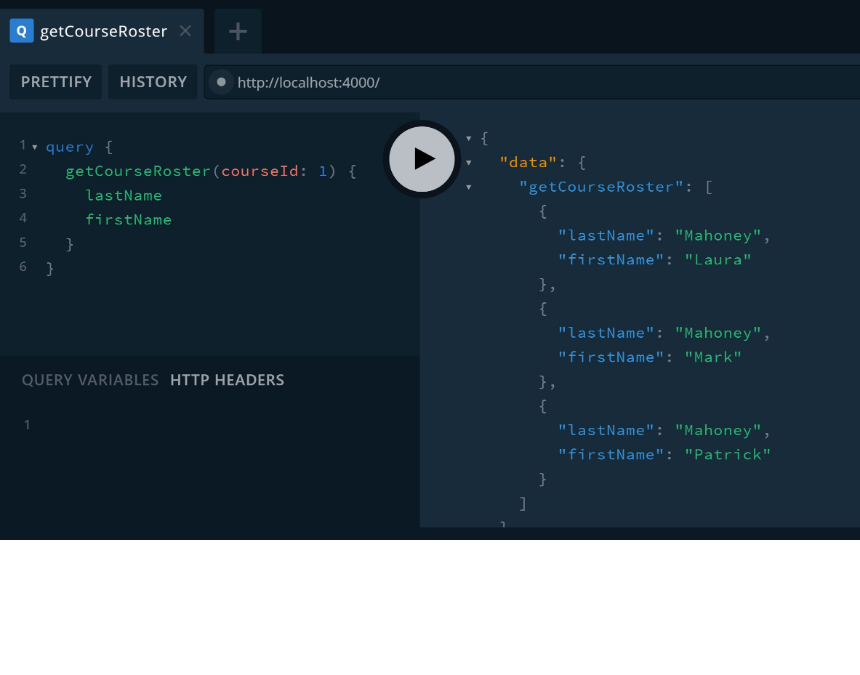 Q getCourseRoster × +
PRETTIFY HISTORY http://localhost:4000/
1 query {
2 getCourseRoster(courseId: 1) {
3 lastName
4 firstName
5 }
6 }
QUERY VARIABLES HTTP HEADERS
1
{
"data": {
"getCourseRoster": [
{
"lastName": "Mahoney",
"firstName": "Laura"
},
{
"lastName": "Mahoney",
"firstName": "Mark"
},
{
"lastName": "Mahoney",
"firstName": "Patrick"
}
]
}